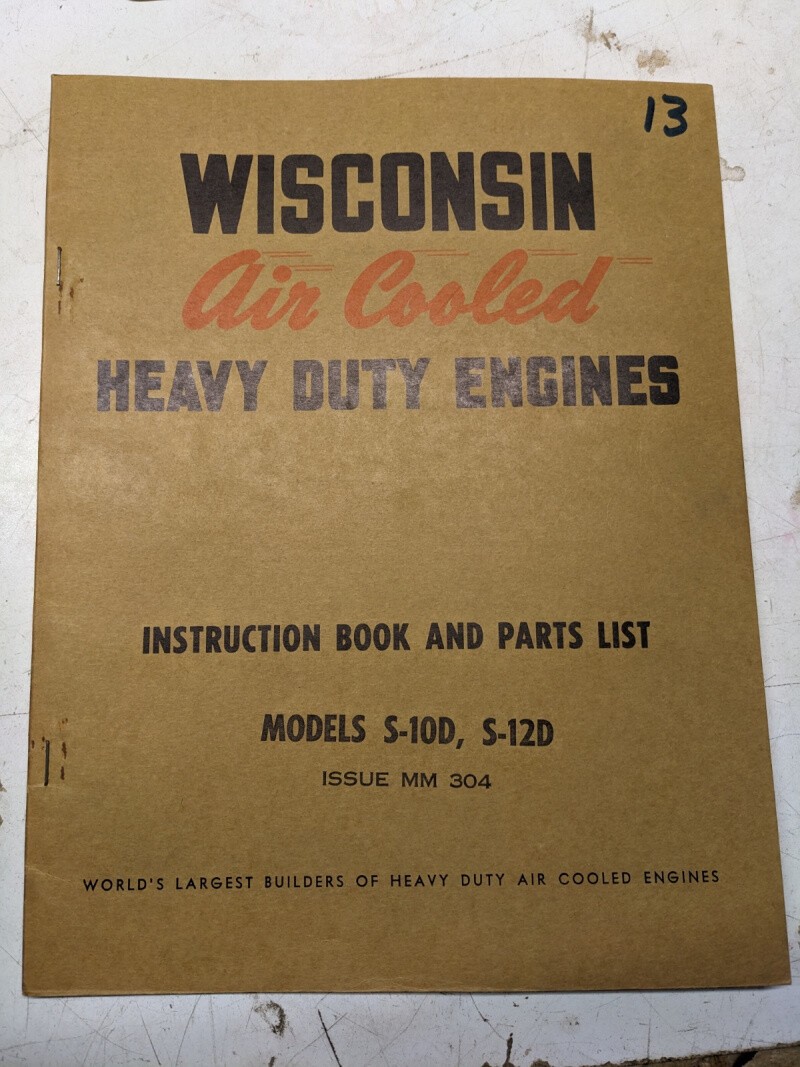 13
WISCONSIN
Air Cooled
HEAVY DUTY ENGINES
INSTRUCTION BOOK AND PARTS LIST
MODELS S-10D, S-12D
ISSUE MM 304
WORLD'S LARGEST BUILDERS OF HEAVY DUTY AIR COOLED ENGINES